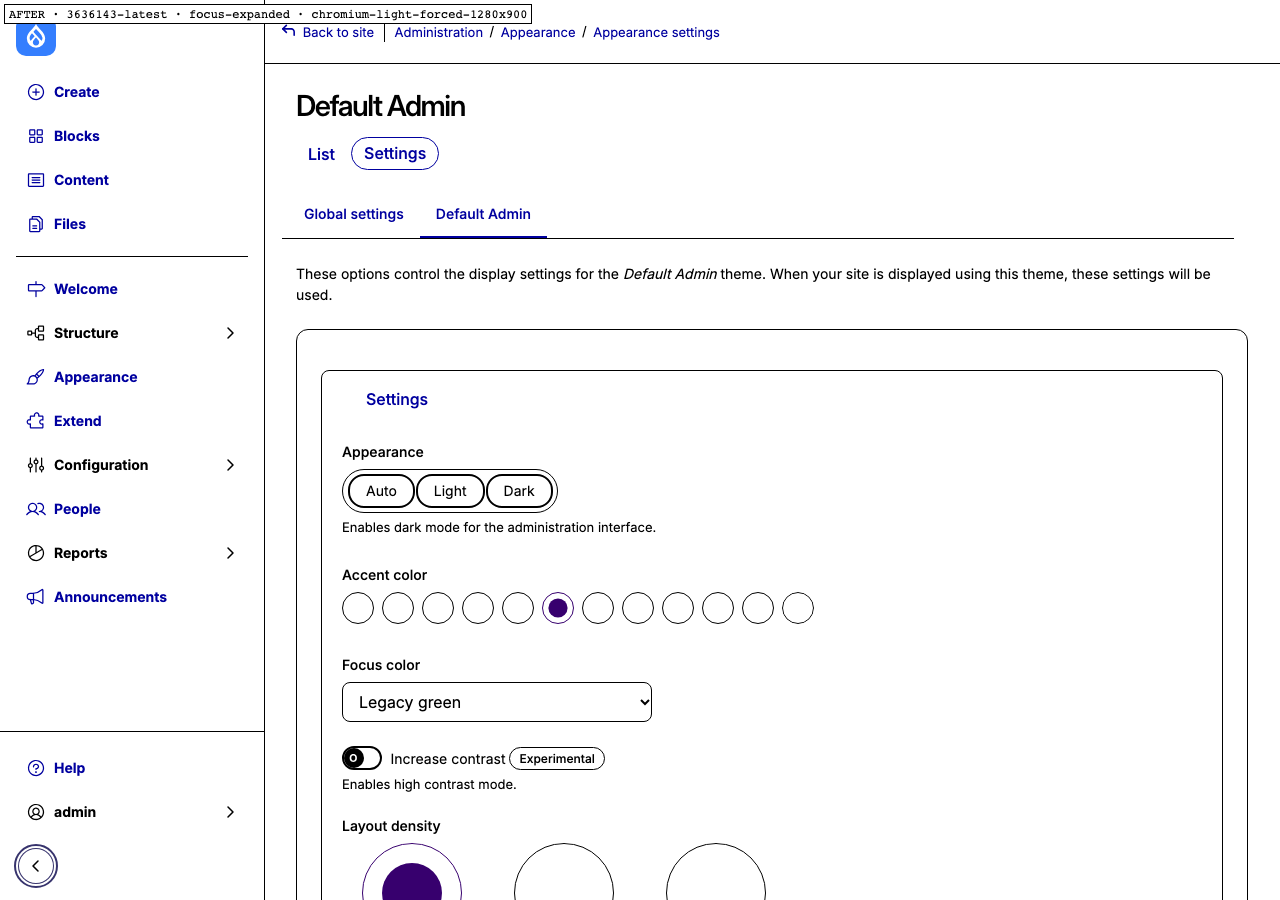 AFTER · 3636143-latest · focus-expanded · chromium-light-forced-1280x900
Back to site
Administration / Appearance / Appearance settings
Create
Blocks
Content
Files
Welcome
Structure
Appearance
Extend
Configuration
People
Reports
Announcements
Help
admin
Default Admin
List
Settings
Global settings
Default Admin
These options control the display settings for the Default Admin theme. When your site is displayed using this theme, these settings will be
used.
Settings
Appearance
Auto
Light
Dark
Enables dark mode for the administration interface.
Accent color
Focus color
Legacy green
Increase contrast
Experimental
Enables high contrast mode.
Layout density